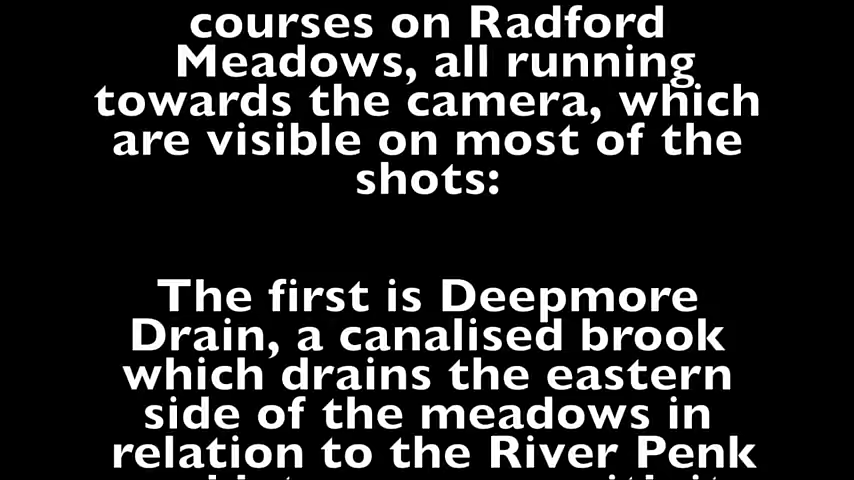 courses on Radford
Meadows, all running
towards the camera, which
are visible on most of the
shots:
The first is Deepmore
Drain, a canalised brook
which drains the eastern
side of the meadows in
relation to the River Penk